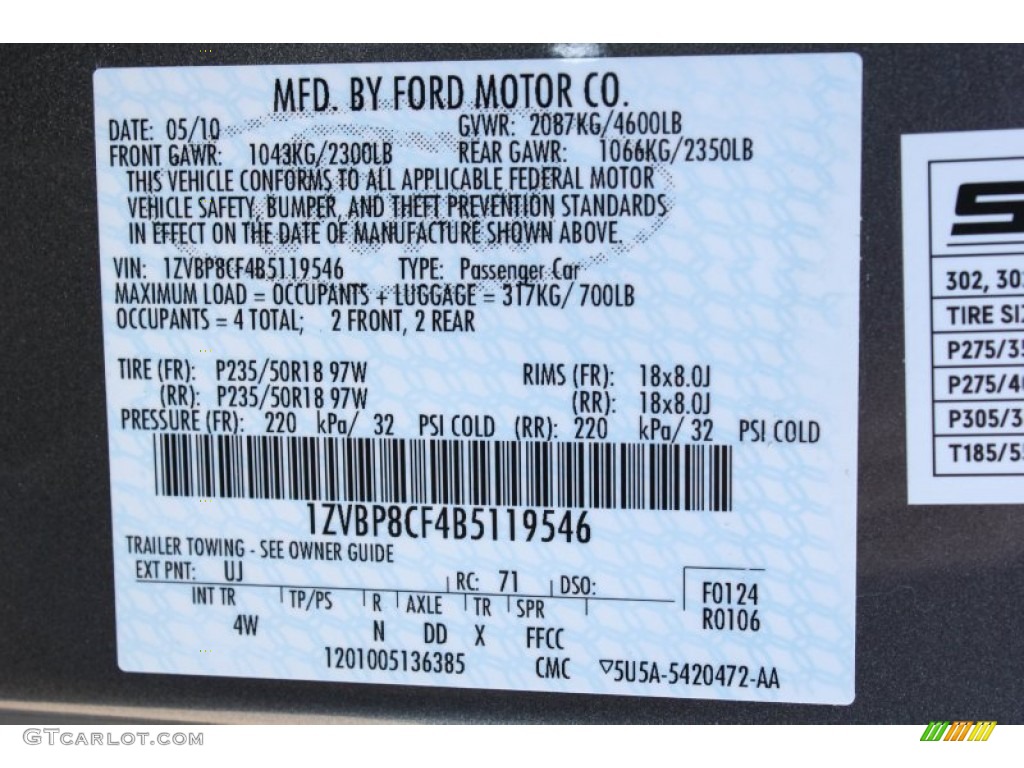 MFD. BY FORD MOTOR CO.
DATE: 05/10 GVWR: 2087KG/4600LB
FRONT GAWR: 1043KG/2300LB REAR GAWR: 1066KG/2350LB
THIS VEHICLE CONFORMS TO ALL APPLICABLE FEDERAL MOTOR
VEHICLE SAFETY, BUMPER, AND THEFT PREVENTION STANDARDS
IN EFFECT ON THE DATE OF MANUFACTURE SHOWN ABOVE.
VIN: 1ZVBP8CF4B5119546 TYPE: Passenger Car
MAXIMUM LOAD = OCCUPANTS + LUGGAGE = 317KG/ 700LB
OCCUPANTS = 4 TOTAL; 2 FRONT, 2 REAR
TIRE (FR): P235/50R18 97W RIMS (FR): 18x8.0J
(RR): P235/50R18 97W (RR): 18x8.0J
PRESSURE (FR): 220 kPa/ 32 PSI COLD (RR): 220 kPa/ 32 PSI COLD
1ZVBP8CF4B5119546
TRAILER TOWING - SEE OWNER GUIDE
EXT PNT: UJ RC: 71 DSO:
INT TR TP/PS R AXLE TR SPR
4W N DD X FFCC
F0124
R0106
1201005136385 CMC ▽5U5A-5420472-AA
S
302, 30
TIRE SI
P275/35
P275/4
P305/3
T185/5
GTcarlot.com